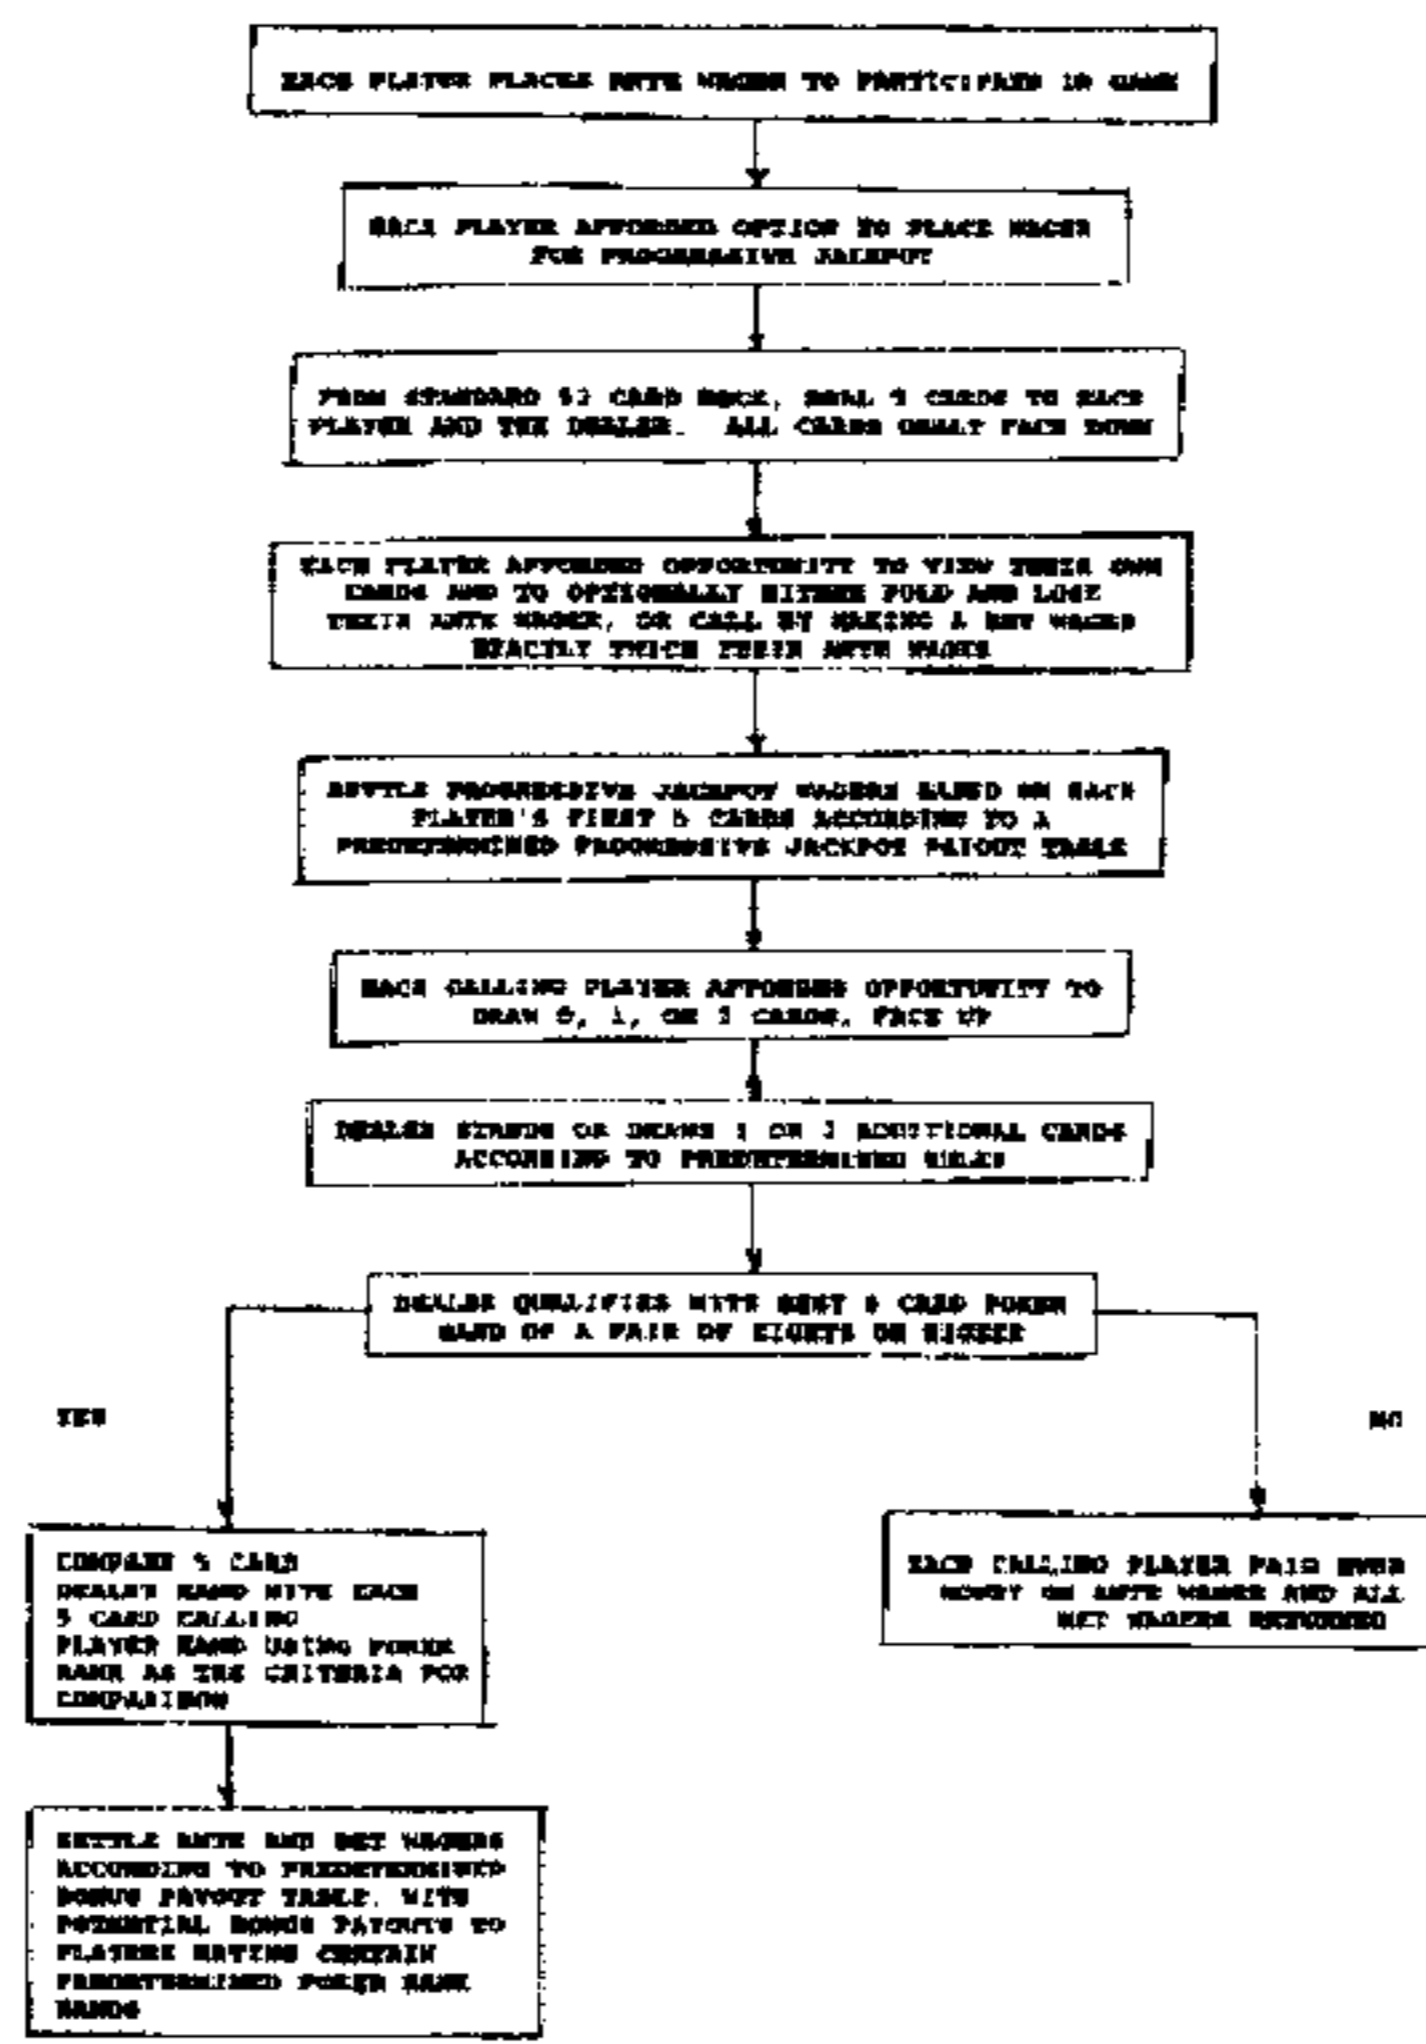 EACH PLAYER PLACES ANTE WAGER TO PARTICIPATE IN GAME
EACH PLAYER AFFORDED OPTION TO PLACE WAGER
FOR PROGRESSIVE JACKPOT
FROM STANDARD 52 CARD DECK, DEAL 5 CARDS TO EACH
PLAYER AND THE DEALER. ALL CARDS DEALT FACE DOWN
EACH PLAYER AFFORDED OPPORTUNITY TO VIEW THEIR OWN
CARDS AND TO OPTIONALLY EITHER FOLD AND LOSE
THEIR ANTE WAGER, OR CALL BY MAKING A BET WAGER
EXACTLY TWICE THEIR ANTE WAGER
SETTLE PROGRESSIVE JACKPOT WAGERS BASED ON EACH
PLAYER'S FIRST 5 CARDS ACCORDING TO A
PREDETERMINED PROGRESSIVE JACKPOT PAYOUT TABLE
EACH CALLING PLAYER AFFORDED OPPORTUNITY TO
DRAW 0, 1, OR 2 CARDS, FACE UP
DEALER STANDS OR DRAWS 1 OR 2 ADDITIONAL CARDS
ACCORDING TO PREDETERMINED RULES
DEALER QUALIFIES WITH BEST 5 CARD POKER
HAND OF A PAIR OF EIGHTS OR HIGHER
YES
NO
COMPARE 5 CARD
DEALER HAND WITH EACH
5 CARD CALLING
PLAYER HAND USING POKER
RANK AS THE CRITERIA FOR
COMPARISON
EACH CALLING PLAYER PAID EVEN
MONEY ON ANTE WAGER AND ALL
BET WAGERS RETURNED
SETTLE ANTE AND BET WAGERS
ACCORDING TO PREDETERMINED
BONUS PAYOUT TABLE, WITH
POTENTIAL BONUS PAYOUTS TO
PLAYERS HAVING CERTAIN
PREDETERMINED POKER RANK
HANDS